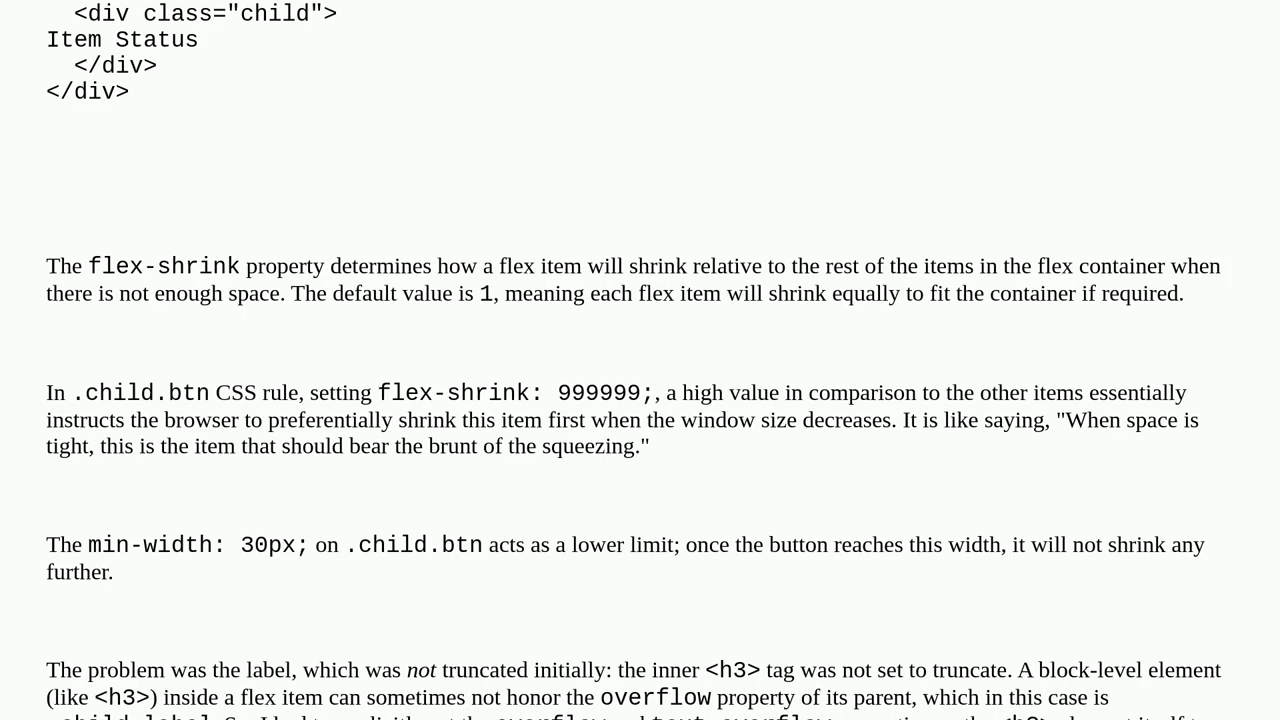 <div class="child">
Item Status
</div>
</div>
The flex-shrink property determines how a flex item will shrink relative to the rest of the items in the flex container when
there is not enough space. The default value is 1, meaning each flex item will shrink equally to fit the container if required.
In .child.btn CSS rule, setting flex-shrink: 999999;, a high value in comparison to the other items essentially
instructs the browser to preferentially shrink this item first when the window size decreases. It is like saying, "When space is
tight, this is the item that should bear the brunt of the squeezing."
The min-width: 30px; on .child.btn acts as a lower limit; once the button reaches this width, it will not shrink any
further.
The problem was the label, which was not truncated initially: the inner <h3> tag was not set to truncate. A block-level element
(like <h3>) inside a flex item can sometimes not honor the overflow property of its parent, which in this case is